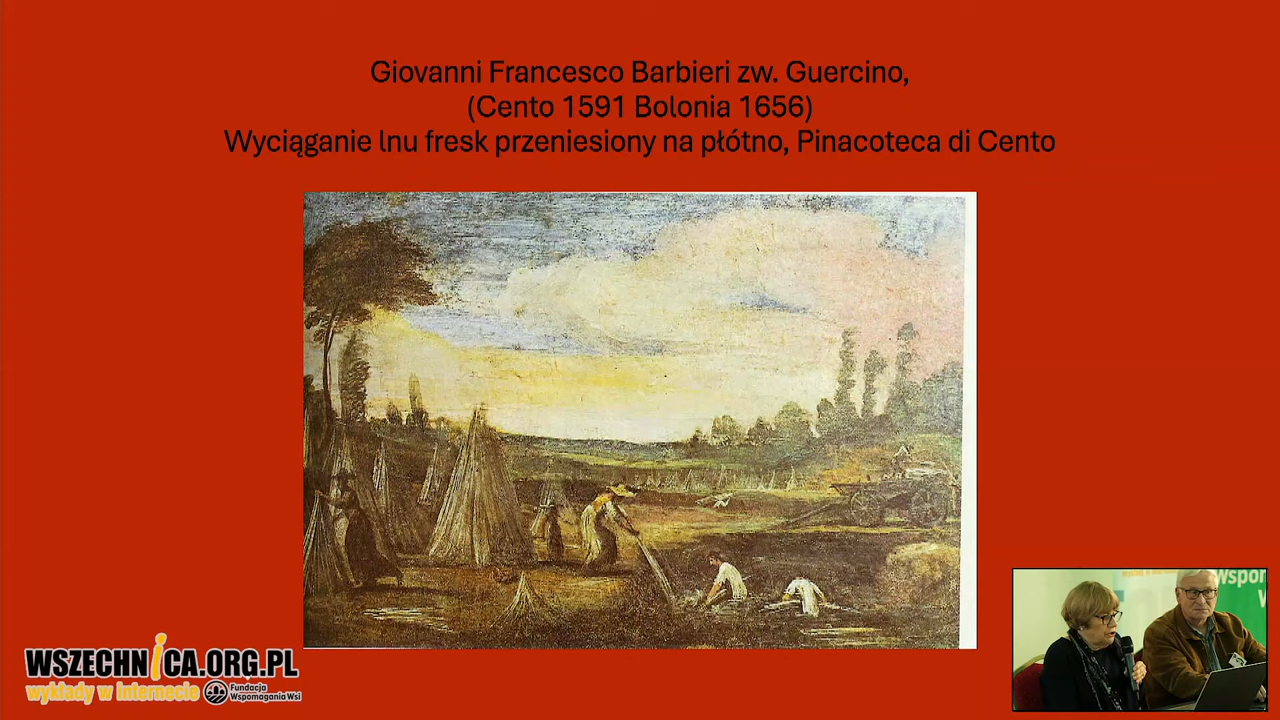 Giovanni Francesco Barbieri zw. Guercino,
(Cento 1591 Bolonia 1656)
Wyciąganie lnu fresk przeniesiony na płótno, Pinacoteca di Cento
WSZECHNICA.ORG.PL
wykłady w internecie
Fundacja
Wspomagania Wsi